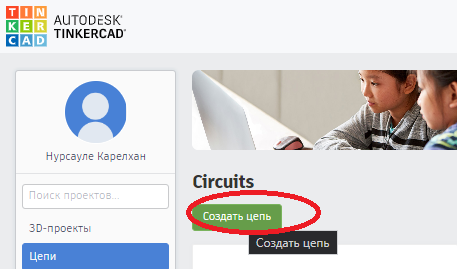 TIN
KER
CAD
AUTODESK®
TINKERCAD®
Нурсауле Карелхан
Поиск проектов...
3D-проекты
Цепи
Circuits
Создать цепь
Создать цепь